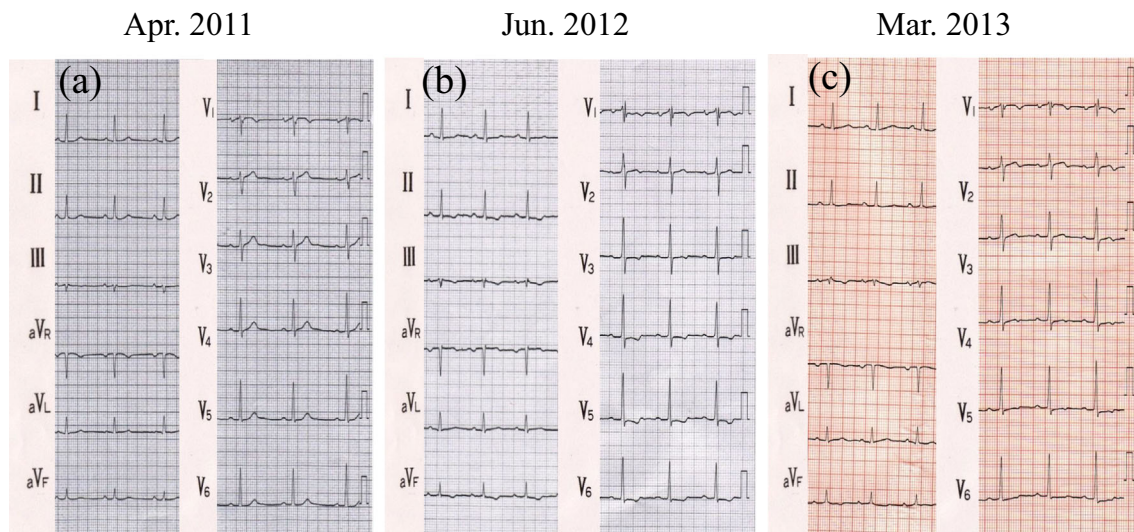 Apr. 2011
Jun. 2012
Mar. 2013
(a)
I
II
III
aVR
aVL
aVF
V1
V2
V3
V4
V5
V6
(b)
I
II
III
aVR
aVL
aVF
V1
V2
V3
V4
V5
V6
(c)
I
II
III
aVR
aVL
aVF
V1
V2
V3
V4
V5
V6